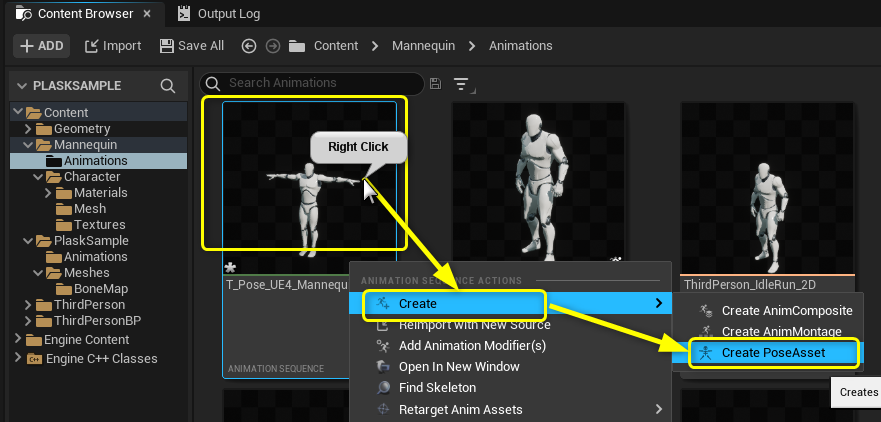 Content Browser
Output Log
ADD
Import
Save All
Content
Mannequin
Animations
PLASKSAMPLE
Search Animations
Content
Geometry
Mannequin
Animations
Character
Materials
Mesh
Textures
PlaskSample
Animations
Meshes
BoneMap
ThirdPerson
ThirdPersonBP
Engine Content
Engine C++ Classes
Right Click
T_Pose_UE4_Mannequ
ANIMATION SEQUENCE
ThirdPerson_IdleRun_2D
ANIMATION SEQUENCE ACTIONS
Create
Reimport with New Source
Add Animation Modifier(s)
Open In New Window
Find Skeleton
Retarget Anim Assets
Create AnimComposite
Create AnimMontage
Create PoseAsset
Creates